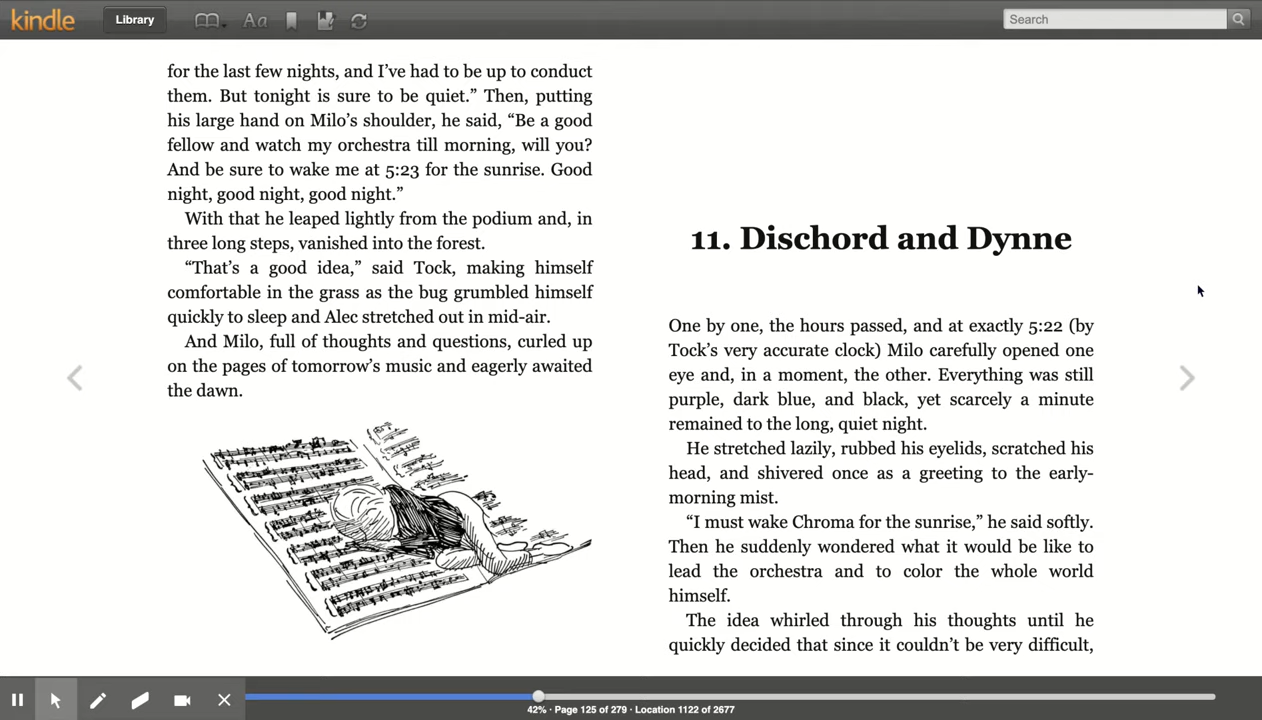 kindle
Library
Aa
Search
for the last few nights, and I’ve had to be up to conduct
them. But tonight is sure to be quiet.” Then, putting
his large hand on Milo’s shoulder, he said, “Be a good
fellow and watch my orchestra till morning, will you?
And be sure to wake me at 5:23 for the sunrise. Good
night, good night, good night.”
With that he leaped lightly from the podium and, in
three long steps, vanished into the forest.
“That’s a good idea,” said Tock, making himself
comfortable in the grass as the bug grumbled himself
quickly to sleep and Alec stretched out in mid-air.
And Milo, full of thoughts and questions, curled up
on the pages of tomorrow’s music and eagerly awaited
the dawn.
11. Dischord and Dynne
One by one, the hours passed, and at exactly 5:22 (by
Tock’s very accurate clock) Milo carefully opened one
eye and, in a moment, the other. Everything was still
purple, dark blue, and black, yet scarcely a minute
remained to the long, quiet night.
He stretched lazily, rubbed his eyelids, scratched his
head, and shivered once as a greeting to the early-
morning mist.
“I must wake Chroma for the sunrise,” he said softly.
Then he suddenly wondered what it would be like to
lead the orchestra and to color the whole world
himself.
The idea whirled through his thoughts until he
quickly decided that since it couldn’t be very difficult,
42% · Page 125 of 279 · Location 1122 of 2677